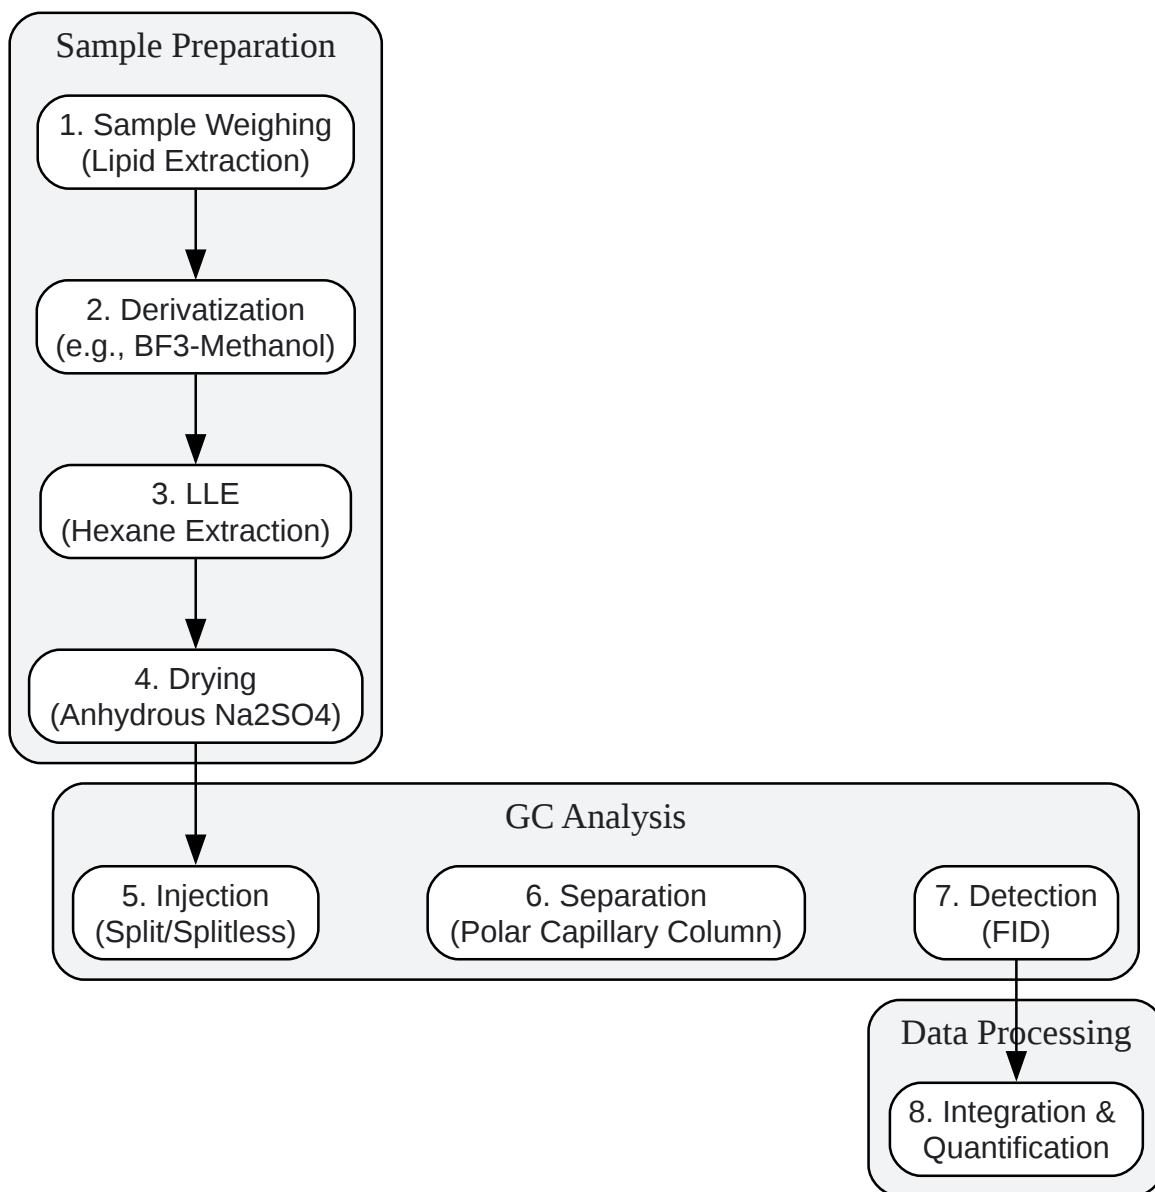 Sample Preparation
1. Sample Weighing
(Lipid Extraction)
2. Derivatization
(e.g., BF3-Methanol)
3. LLE
(Hexane Extraction)
4. Drying
(Anhydrous Na2SO4)
GC Analysis
5. Injection
(Split/Splitless)
6. Separation
(Polar Capillary Column)
7. Detection
(FID)
Data Processing
8. Integration &
Quantification